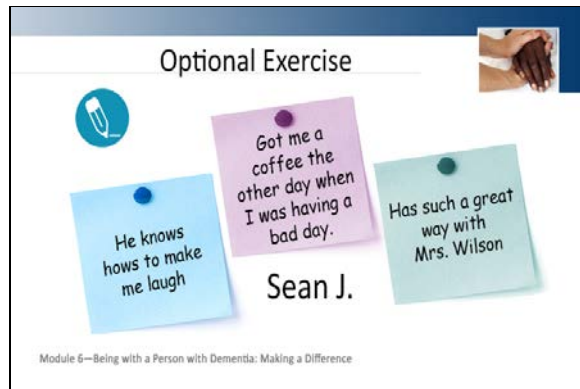 Optional Exercise
He knows
hows to make
me laugh
Got me a
coffee the
other day when
I was having a
bad day.
Has such a great
way with
Mrs. Wilson
Sean J.
Module 6—Being with a Person with Dementia: Making a Difference